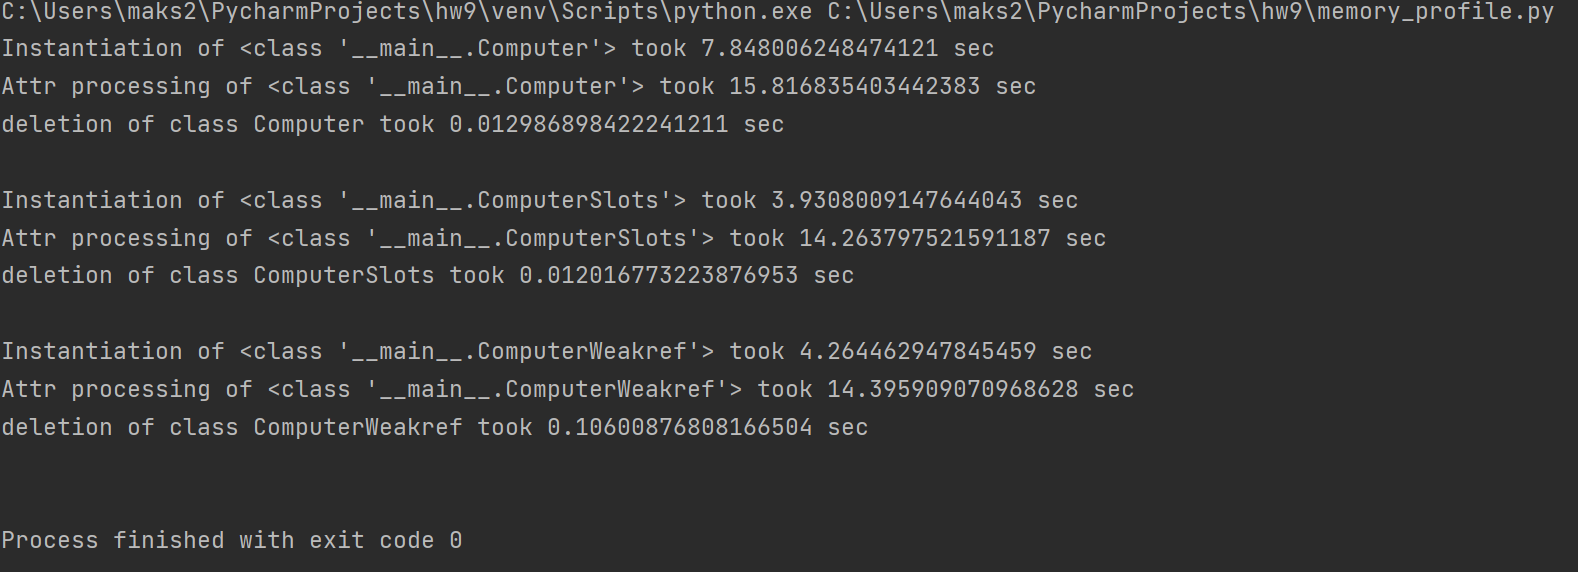 C:\Users\maks2\PycharmProjects\hw9\venv\Scripts\python.exe C:\Users\maks2\PycharmProjects\hw9\memory_profile.py
Instantiation of <class '__main__.Computer'> took 7.848006248474121 sec
Attr processing of <class '__main__.Computer'> took 15.816835403442383 sec
deletion of class Computer took 0.012986898422241211 sec
Instantiation of <class '__main__.ComputerSlots'> took 3.9308009147644043 sec
Attr processing of <class '__main__.ComputerSlots'> took 14.263797521591187 sec
deletion of class ComputerSlots took 0.012016773223876953 sec
Instantiation of <class '__main__.ComputerWeakref'> took 4.264462947845459 sec
Attr processing of <class '__main__.ComputerWeakref'> took 14.395909070968628 sec
deletion of class ComputerWeakref took 0.10600876808166504 sec
Process finished with exit code 0